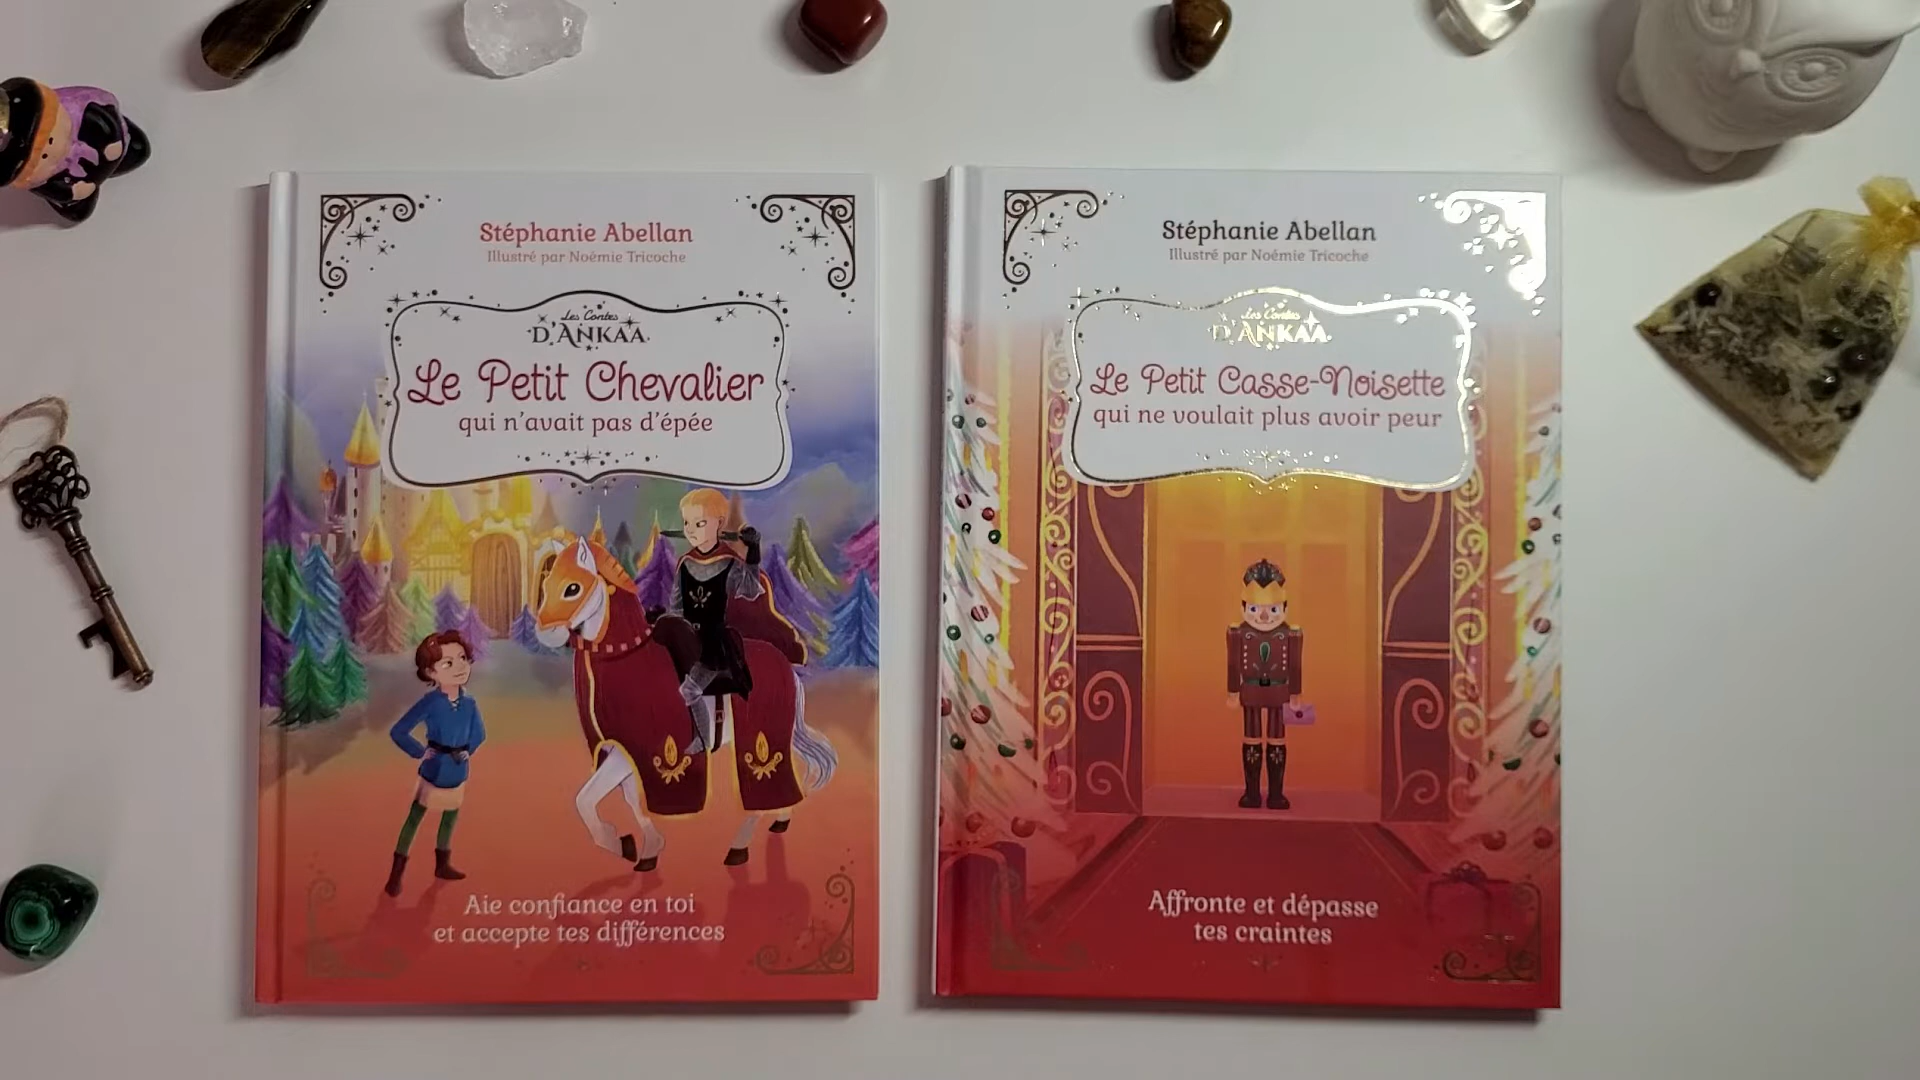 Stéphanie Abellan
Illustré par Noémie Tricoche
Les Contes
D'ANKAA
Le Petit Chevalier
qui n'avait pas d'épée
Aie confiance en toi
et accepte tes différences
Stéphanie Abellan
Illustré par Noémie Tricoche
Les Contes
D'ANKAA
Le Petit Casse-Noisette
qui ne voulait plus avoir peur
Affronte et dépasse
tes craintes